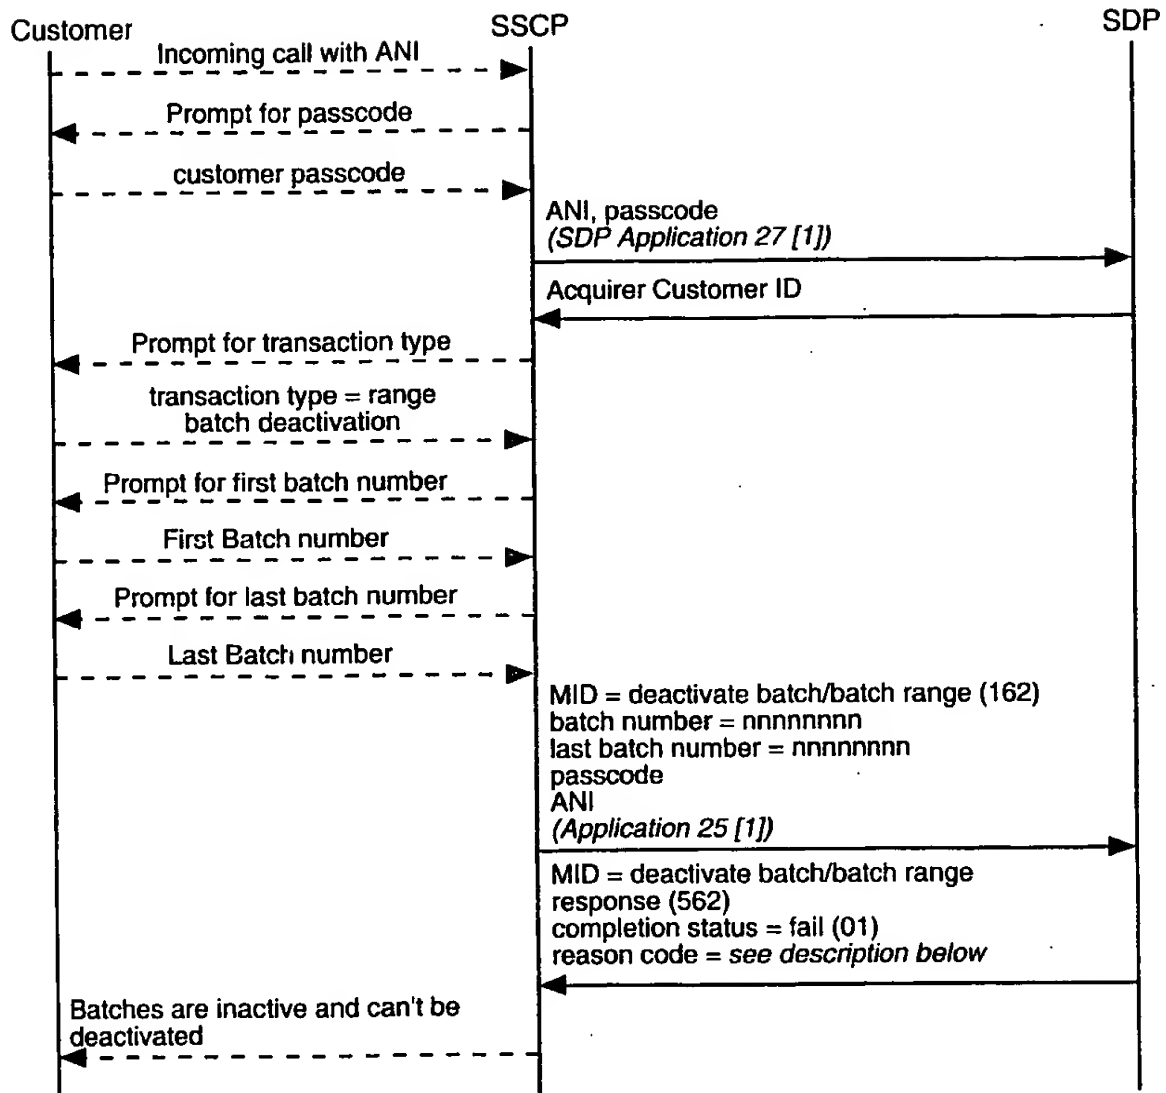 Customer
SSCP
SDP
Incoming call with ANI
Prompt for passcode
customer passcode
ANI, passcode
(SDP Application 27 [1])
Acquirer Customer ID
Prompt for transaction type
transaction type = range
batch deactivation
Prompt for first batch number
First Batch number
Prompt for last batch number
Last Batch number
MID = deactivate batch/batch range (162)
batch number = nnnnnnnn
last batch number = nnnnnnnn
passcode
ANI
(Application 25 [1])
MID = deactivate batch/batch range
response (562)
completion status = fail (01)
reason code = see description below
Batches are inactive and can't be
deactivated